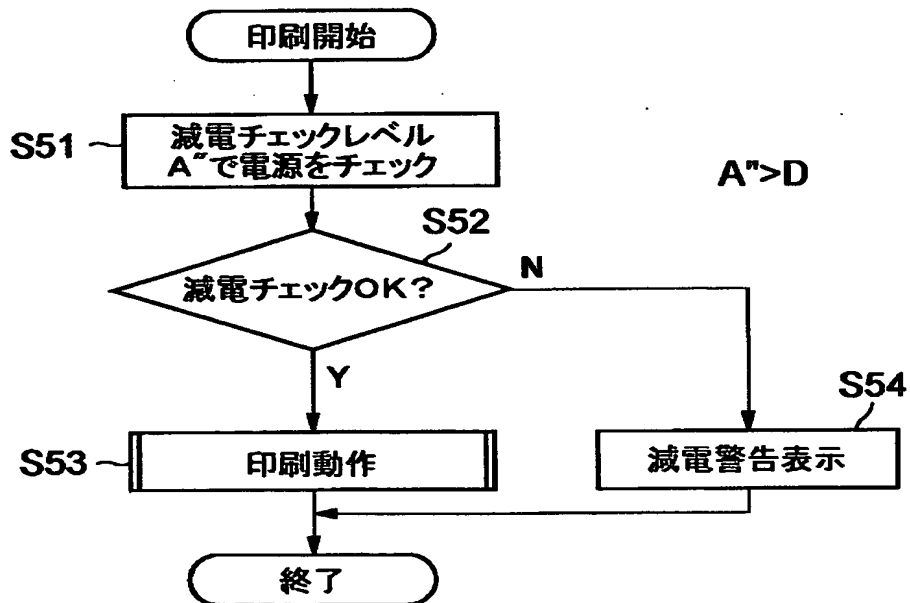 印刷開始
S51
減電チェックレベル
A"で電源をチェック
A">D
S52
減電チェックOK?
N
Y
S54
S53
印刷動作
減電警告表示
終了